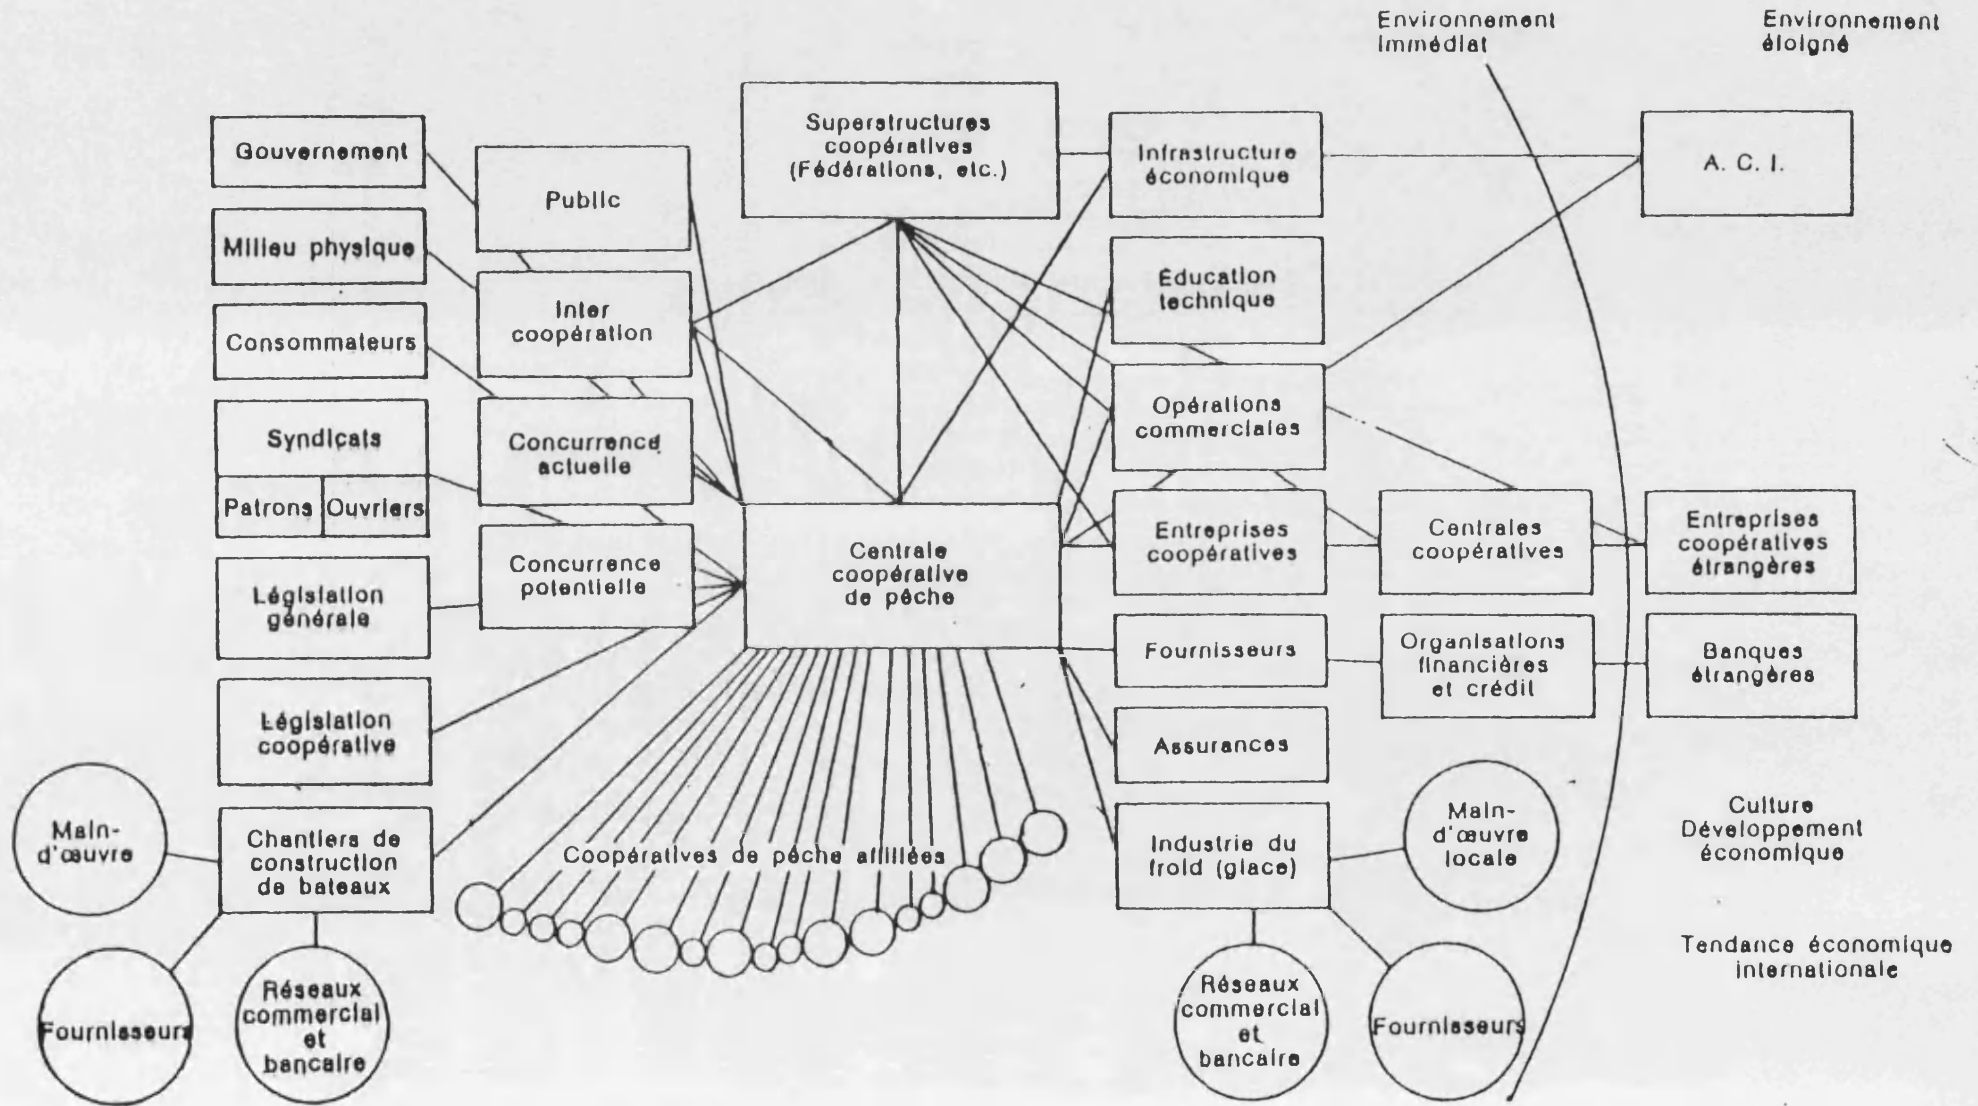 Environnement
immédiat
Environnement
éloigné
Gouvernement
Milieu physique
Consommateurs
Syndicats
Patrons
Ouvriers
Législation
générale
Législation
coopérative
Chantiers de
construction
de bateaux
Main-
d'œuvre
Fournisseurs
Réseaux
commercial
et
bancaire
Public
Inter
coopération
Concurrence
actuelle
Concurrence
potentielle
Superstructures
coopératives
(Fédérations, etc.)
Centrale
coopérative
de pêche
Coopératives de pêche affiliées
Infrastructure
économique
Éducation
technique
Opérations
commerciales
Entreprises
coopératives
Fournisseurs
Assurances
Industrie du
froid (glace)
Réseaux
commercial
et
bancaire
Fournisseurs
Main-
d'œuvre
locale
Centrales
coopératives
Organisations
financières
et crédit
A. C. I.
Entreprises
coopératives
étrangères
Banques
étrangères
Culture
Développement
économique
Tendance économique
internationale